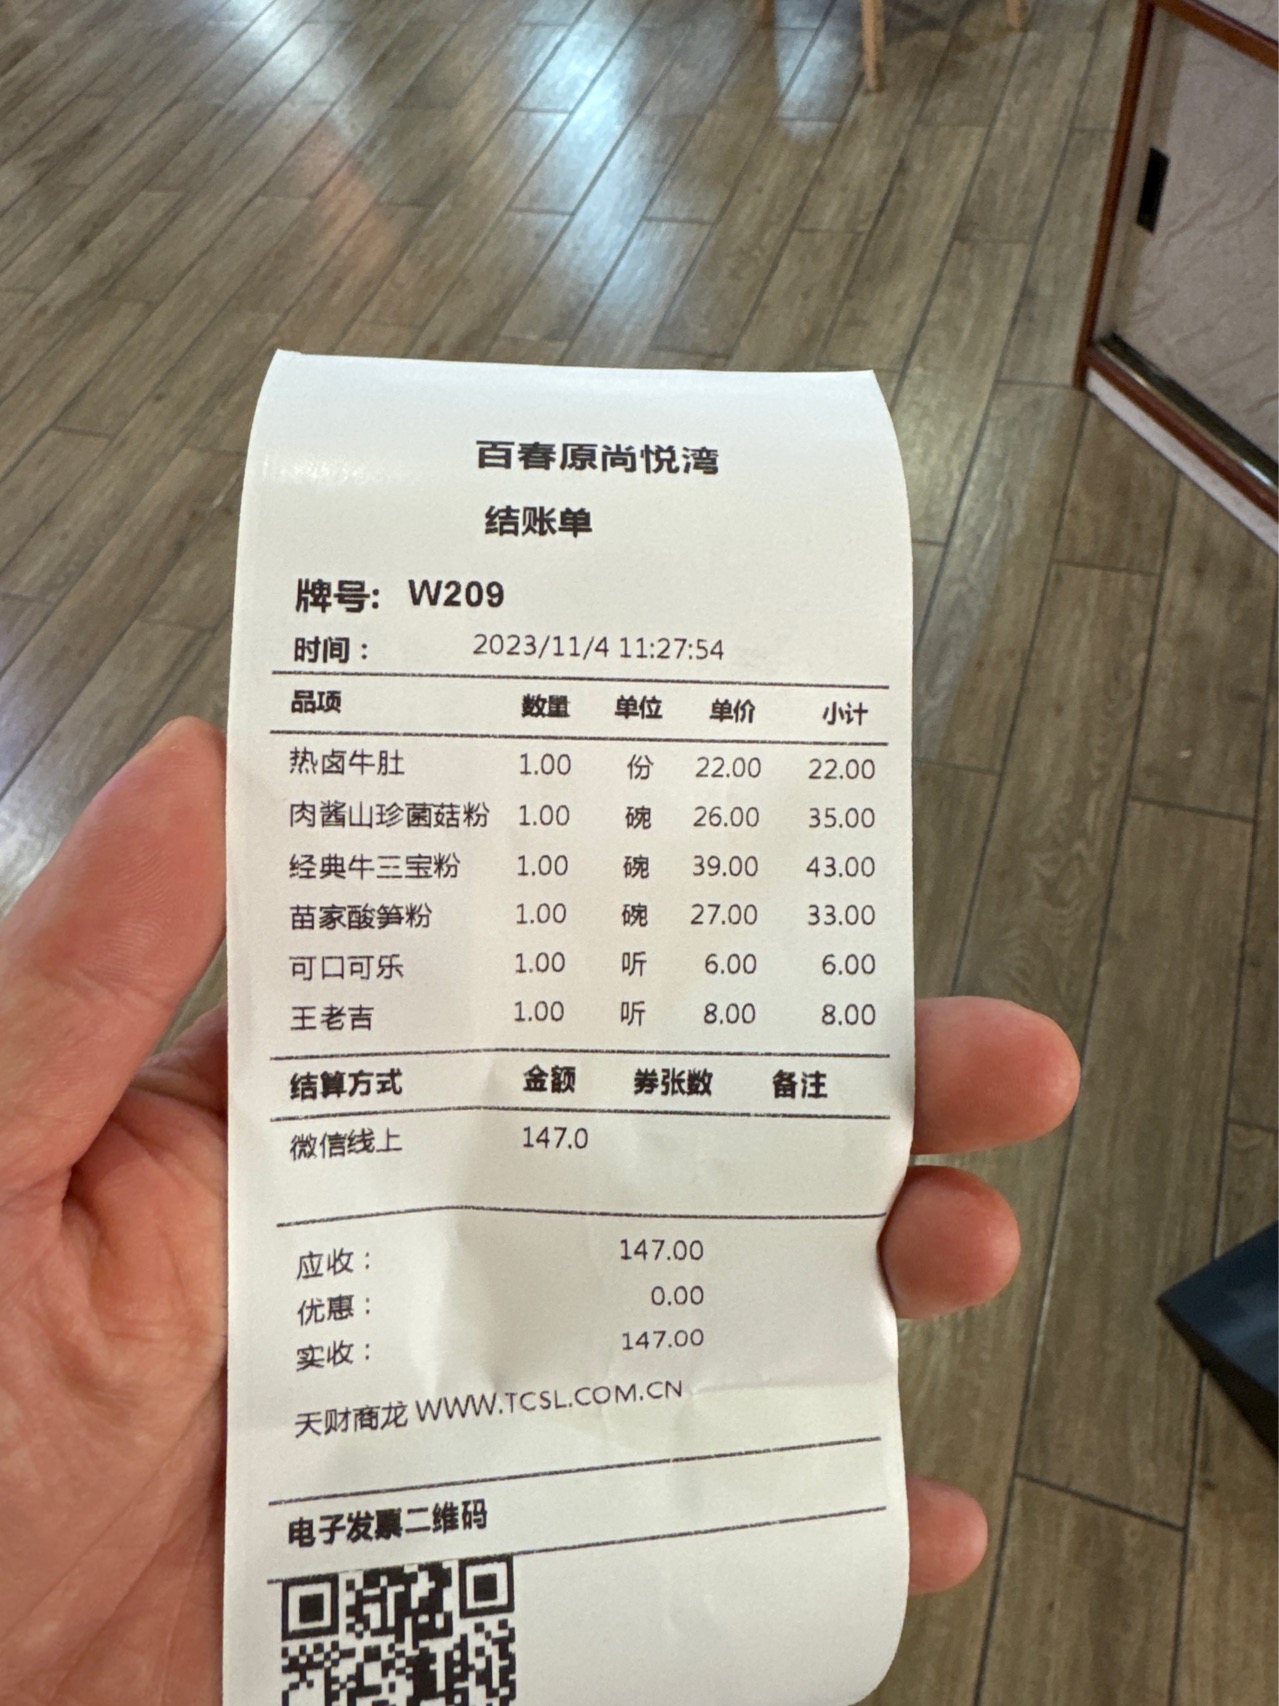 百春原尚悦湾
结账单
牌号: W209
时间： 2023/11/4 11:27:54
品项 数量 单位 单价 小计
热卤牛肚 1.00 份 22.00 22.00
肉酱山珍菌菇粉 1.00 碗 26.00 35.00
经典牛三宝粉 1.00 碗 39.00 43.00
苗家酸笋粉 1.00 碗 27.00 33.00
可口可乐 1.00 听 6.00 6.00
王老吉 1.00 听 8.00 8.00
结算方式 金额 券张数 备注
微信线上 147.0
应收： 147.00
优惠： 0.00
实收： 147.00
天财商龙 WWW.TCSL.COM.CN
电子发票二维码